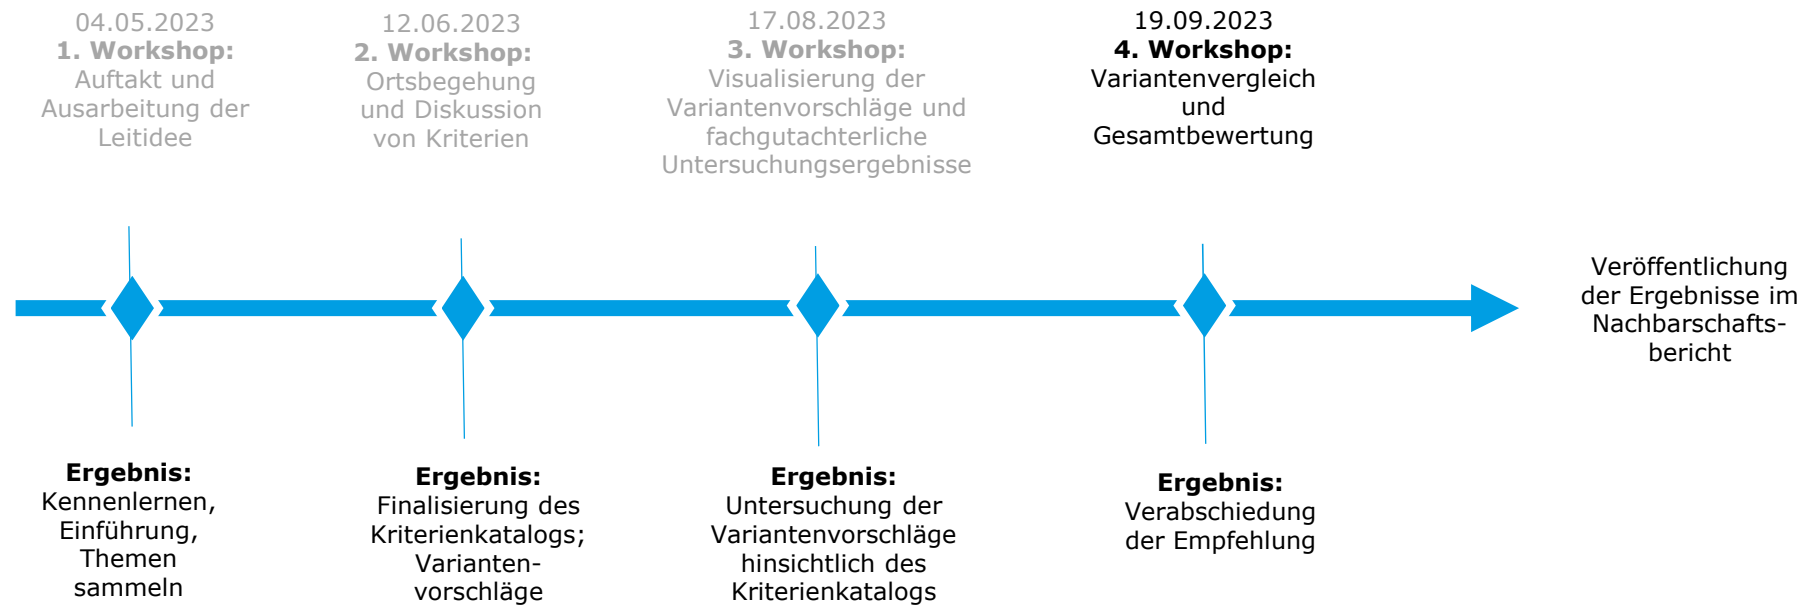 04.05.2023
1. Workshop:
Auftakt und
Ausarbeitung der
Leitidee
12.06.2023
2. Workshop:
Ortsbegehung
und Diskussion
von Kriterien
17.08.2023
3. Workshop:
Visualisierung der
Variantenvorschläge und
fachgutachterliche
Untersuchungsergebnisse
19.09.2023
4. Workshop:
Variantenvergleich
und
Gesamtbewertung
Veröffentlichung
der Ergebnisse im
Nachbarschafts-
bericht
Ergebnis:
Kennenlernen,
Einführung,
Themen
sammeln
Ergebnis:
Finalisierung des
Kriterienkatalogs;
Varianten-
vorschläge
Ergebnis:
Untersuchung der
Variantenvorschläge
hinsichtlich des
Kriterienkatalogs
Ergebnis:
Verabschiedung
der Empfehlung